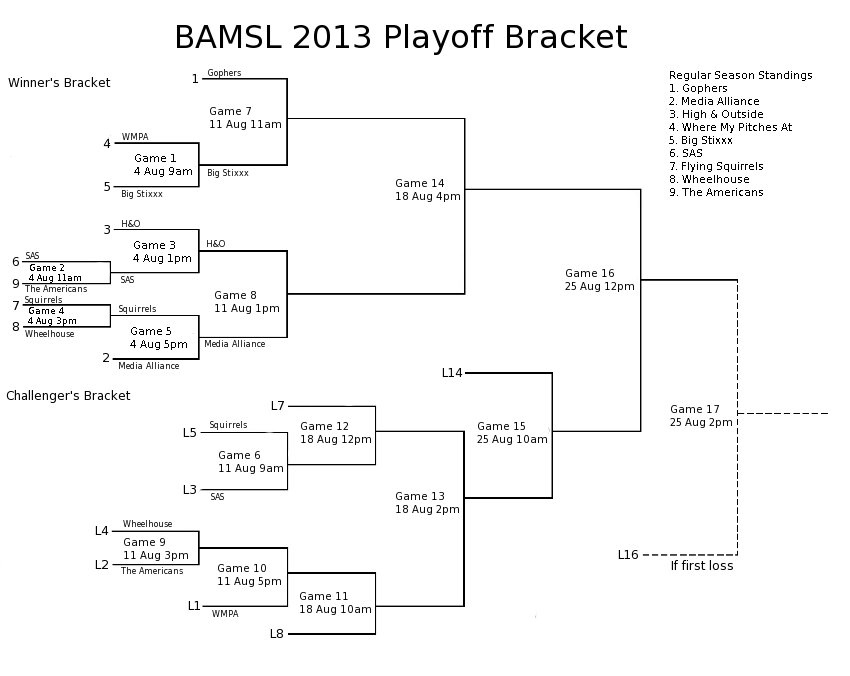 BAMSL 2013 Playoff Bracket
Winner's Bracket
Regular Season Standings
1. Gophers
2. Media Alliance
3. High & Outside
4. Where My Pitches At
5. Big Stixxx
6. SAS
7. Flying Squirrels
8. Wheelhouse
9. The Americans
1
Gophers
Game 7
11 Aug 11am
4
WMPA
Game 1
4 Aug 9am
5
Big Stixxx
Big Stixxx
Game 14
18 Aug 4pm
3
H&O
Game 3
4 Aug 1pm
H&O
6
SAS
Game 2
4 Aug 11am
9
The Americans
SAS
Game 8
11 Aug 1pm
7
Squirrels
Game 4
4 Aug 3pm
8
Wheelhouse
Squirrels
Game 5
4 Aug 5pm
2
Media Alliance
Media Alliance
Game 16
25 Aug 12pm
Challenger's Bracket
L14
L7
Game 12
18 Aug 12pm
Game 15
25 Aug 10am
Game 17
25 Aug 2pm
L5
Squirrels
Game 6
11 Aug 9am
L3
SAS
Game 13
18 Aug 2pm
L4
Wheelhouse
Game 9
11 Aug 3pm
L2
The Americans
Game 10
11 Aug 5pm
L1
WMPA
Game 11
18 Aug 10am
L8
L16
If first loss